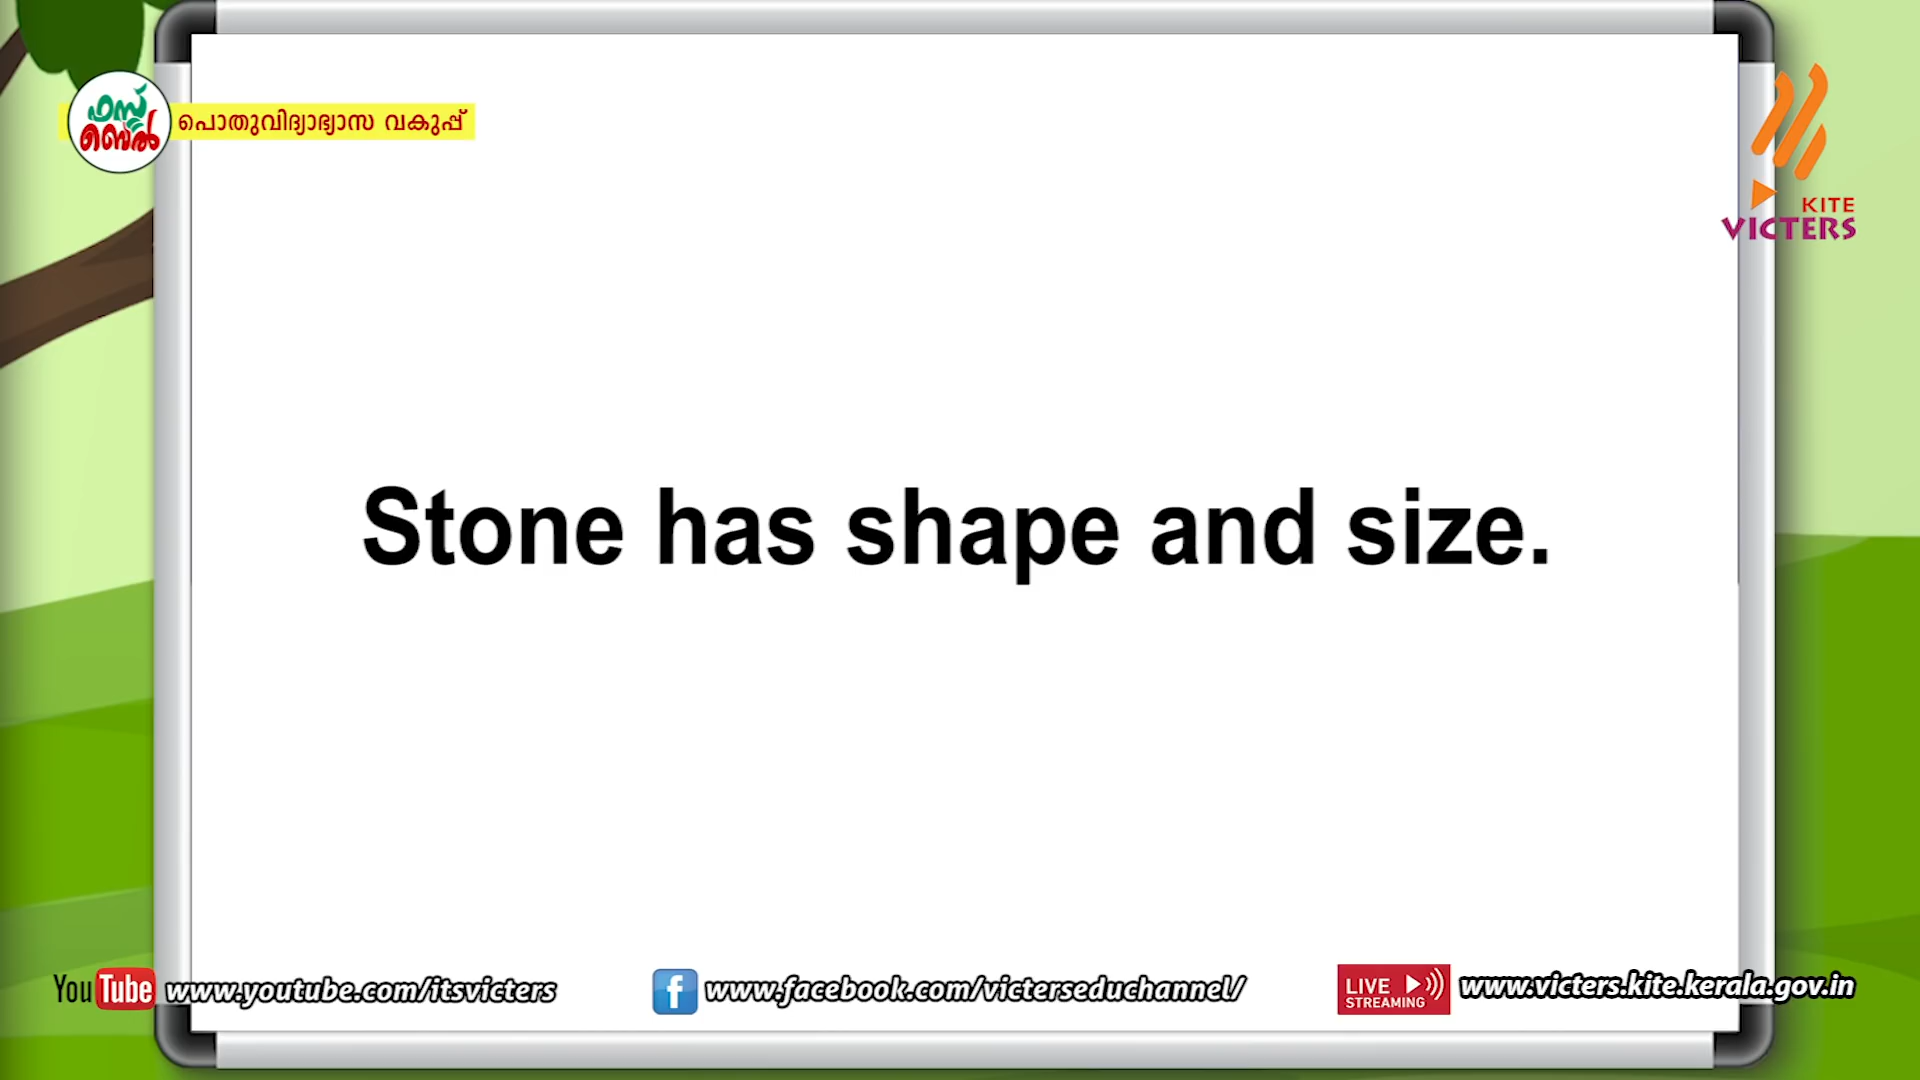 ഫസ്റ്റ്
ബെൽ
പൊതുവിദ്യാഭ്യാസ വകുപ്പ്
KITE
VICTERS
Stone has shape and size.
YouTube www.youtube.com/itsvicters
f www.facebook.com/victerseduchannel/
LIVE STREAMING www.victers.kite.kerala.gov.in